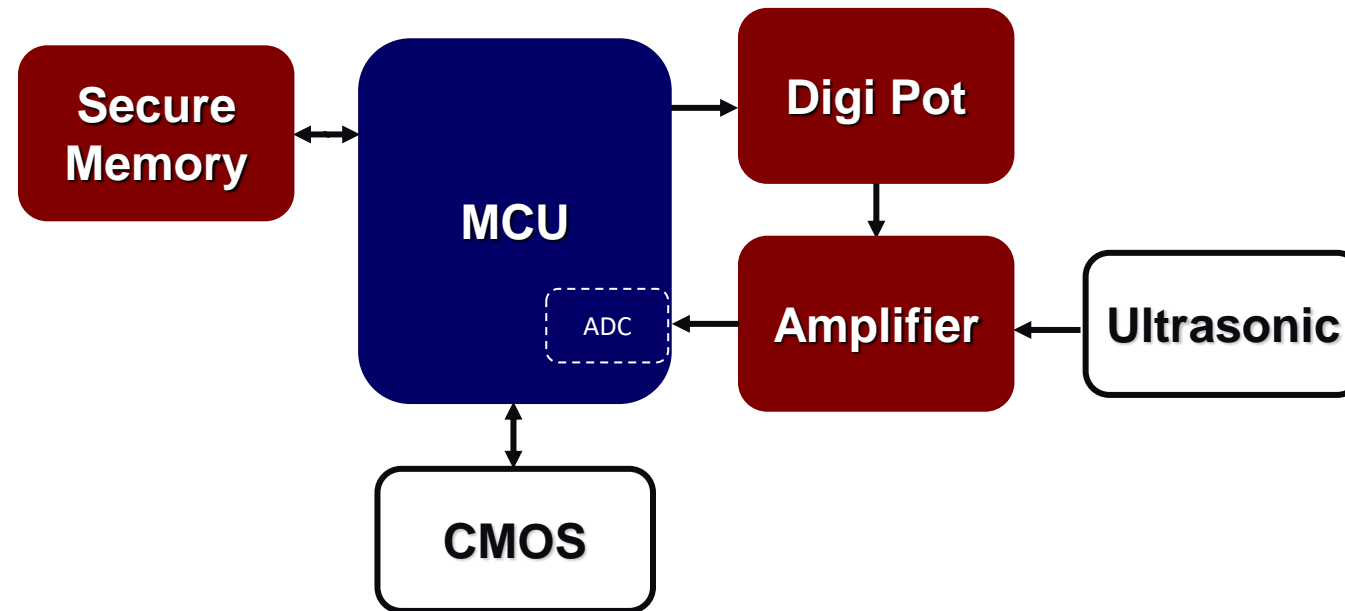 Secure
Memory
MCU
ADC
Digi Pot
Amplifier
Ultrasonic
CMOS